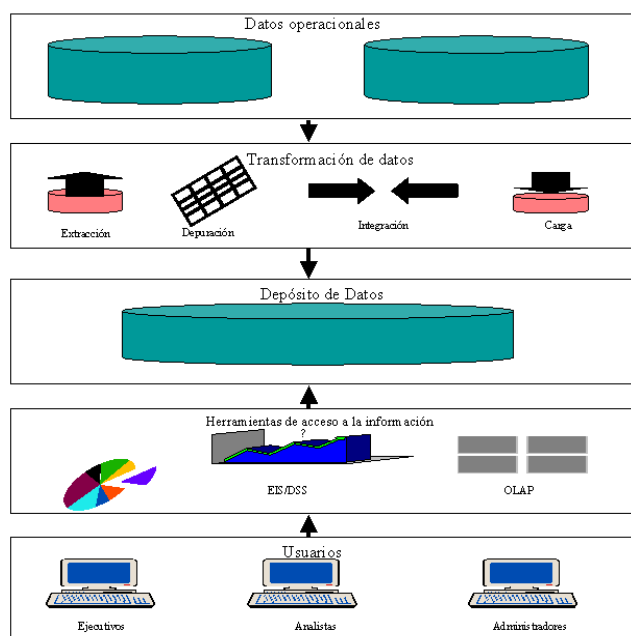 Datos operacionales
Transformación de datos
Extracción
Depuración
Integración
Carga
Depósito de Datos
Herramientas de acceso a la información
?
EIS/DSS
OLAP
Usuarios
Ejecutivos
Analistas
Administradores